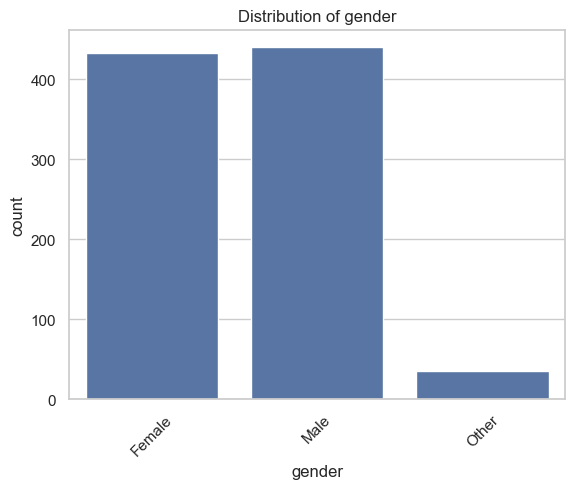 Distribution of gender
count
400
300
200
100
0
Female
Male
Other
gender